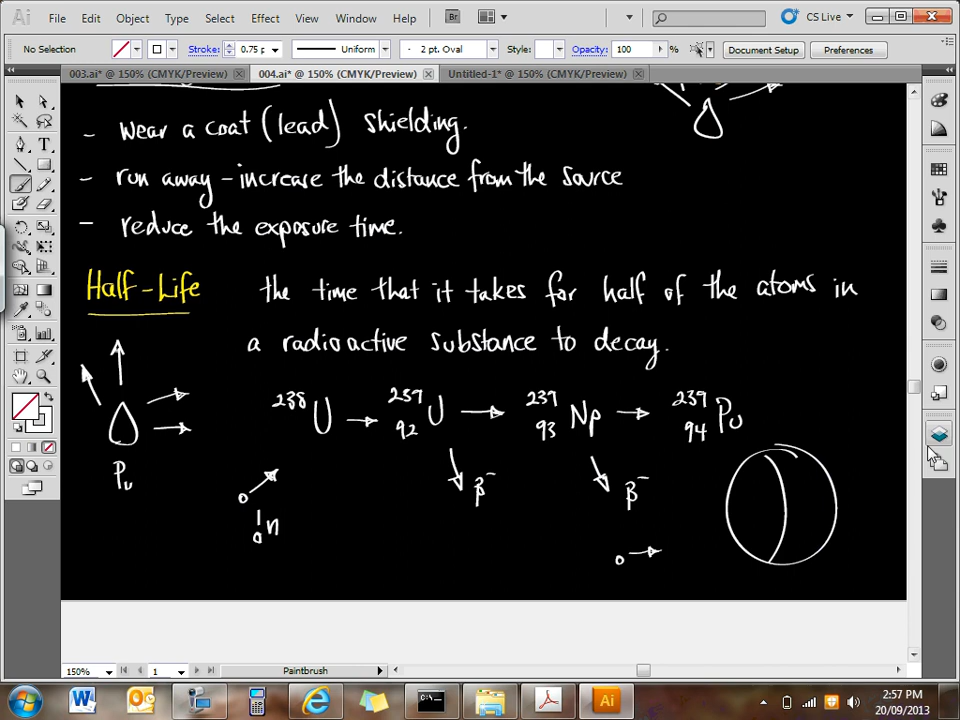 Ai
File Edit Object Type Select Effect View Window Help
Br
CS Live
No Selection
Stroke: 0.75 p
Uniform
2 pt. Oval
Style:
Opacity: 100 %
Document Setup
Preferences
003.ai* @ 150% (CMYK/Preview)
004.ai* @ 150% (CMYK/Preview)
Untitled-1* @ 150% (CMYK/Preview)
- wear a coat (lead) shielding.
- run away - increase the distance from the source
- reduce the exposure time.
Half-Life the time that it takes for half of the atoms in
a radioactive substance to decay.
238 U → 239 92 U → 239 93 Np → 239 94 Pu
Pu
β- β-
n
150%
1
Paintbrush
W
Ai
2:57 PM
20/09/2013